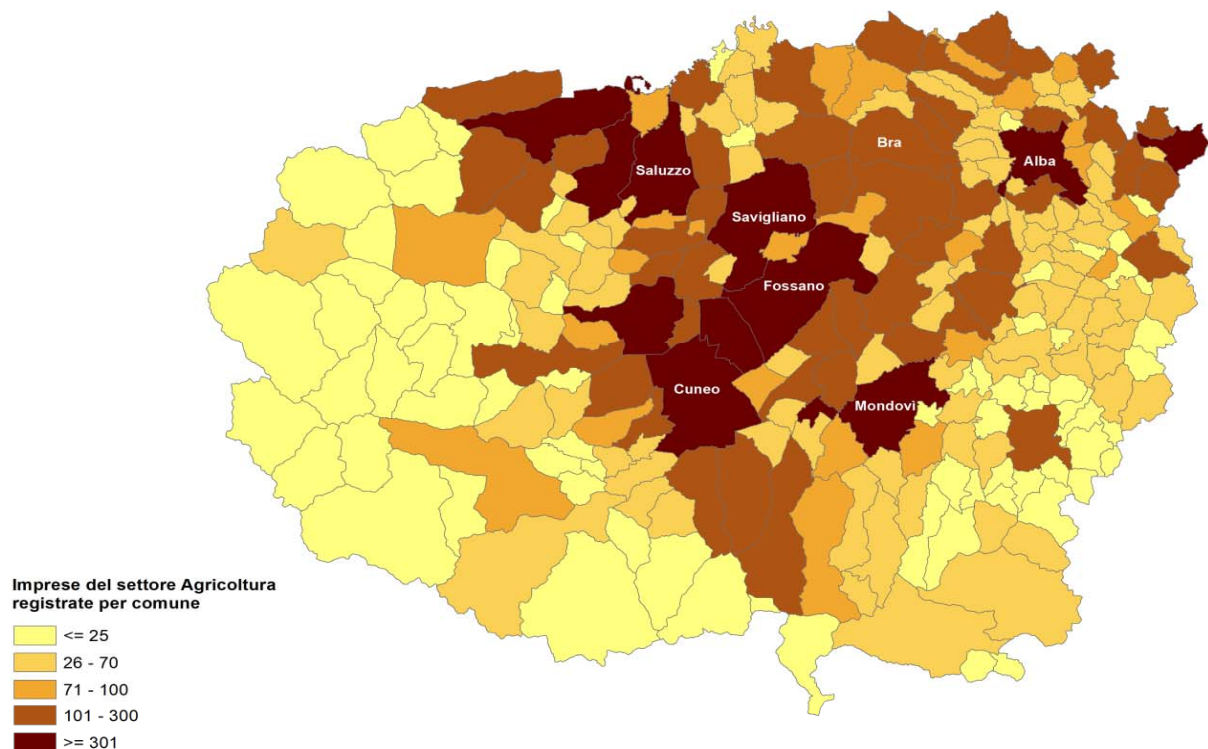 Bra
Alba
Saluzzo
Savigliano
Fossano
Cuneo
Mondovì
Imprese del settore Agricoltura
registrate per comune
<= 25
26 - 70
71 - 100
101 - 300
>= 301